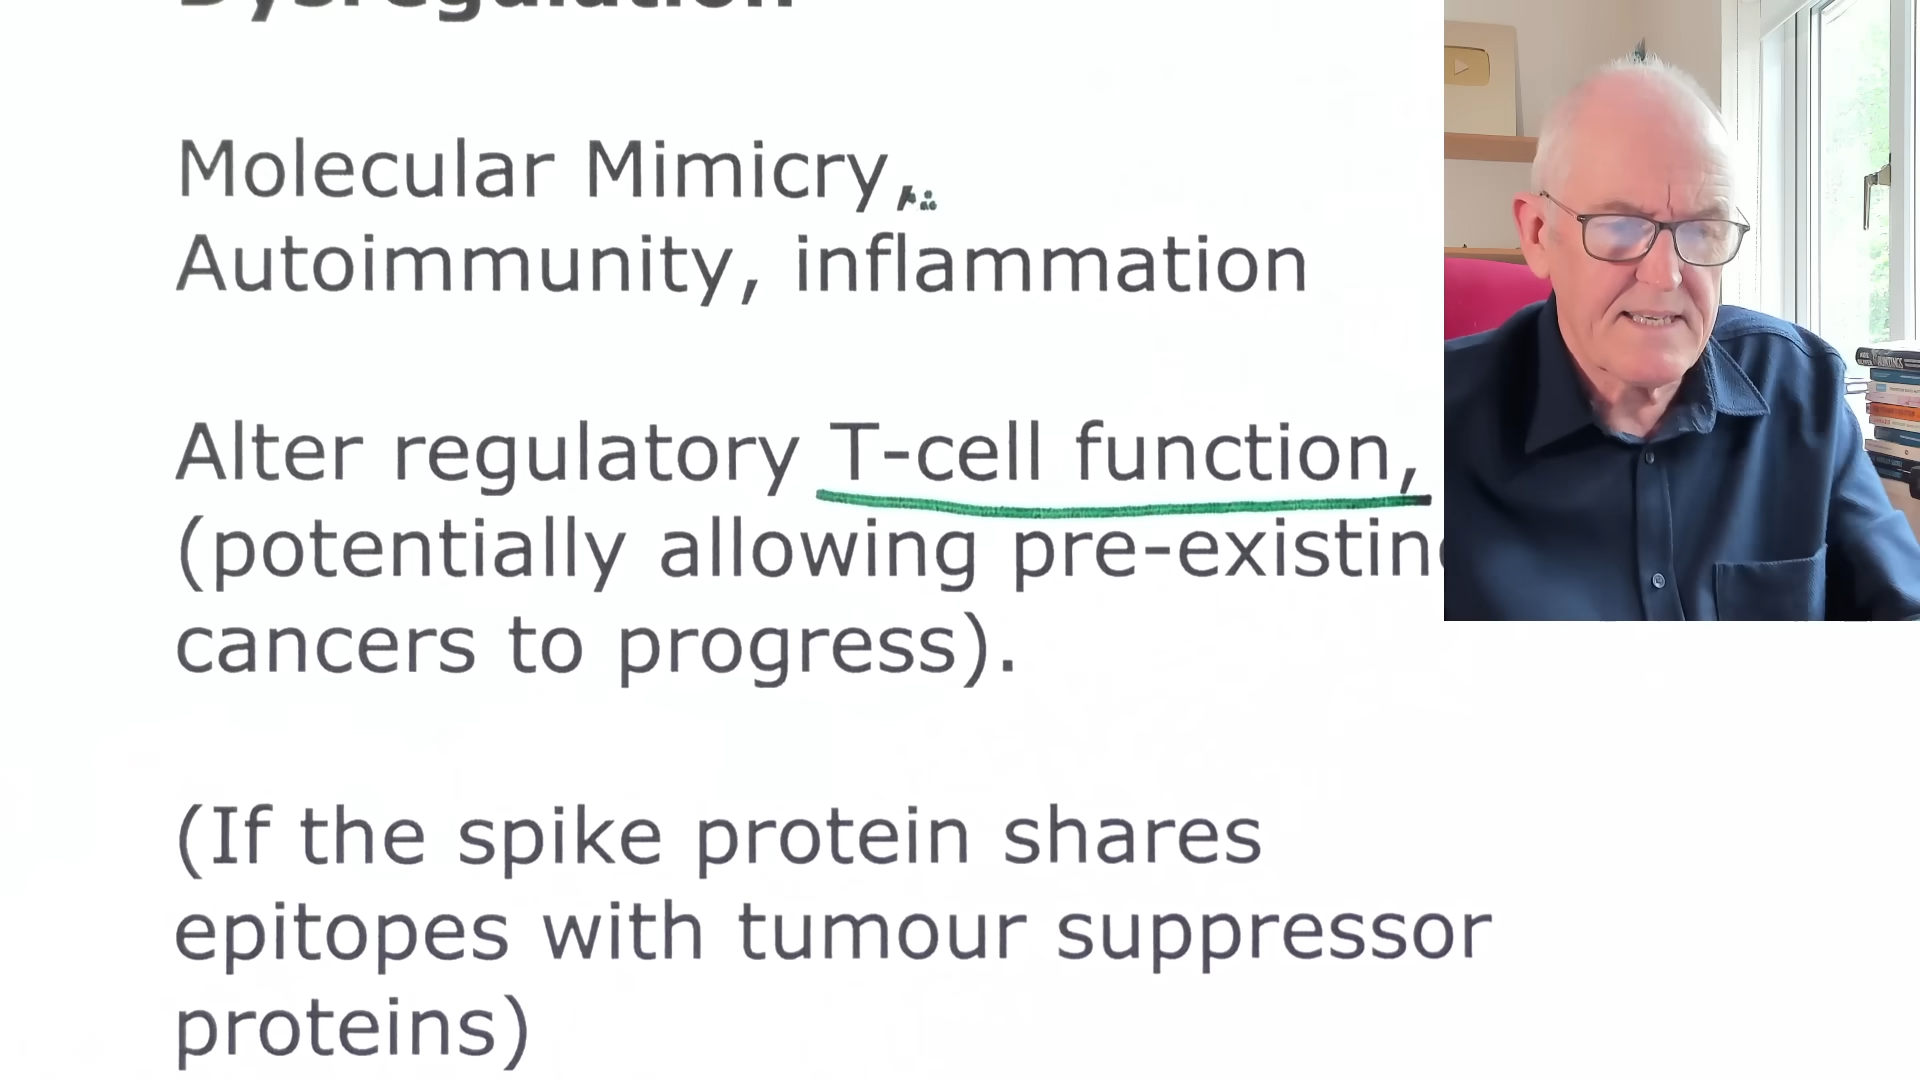 Dysregulation
Molecular Mimicry,
Autoimmunity, inflammation
Alter regulatory T-cell function,
(potentially allowing pre-existin
cancers to progress).
(If the spike protein shares
epitopes with tumour suppressor
proteins)